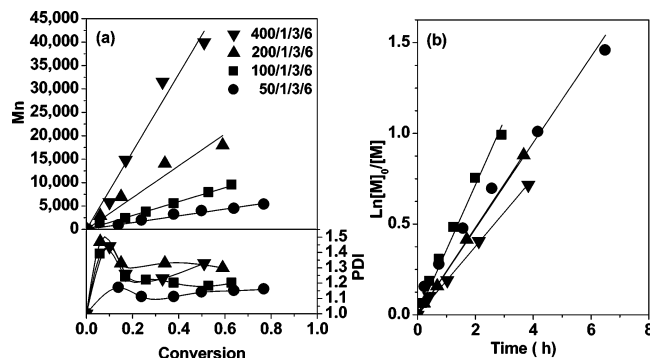 45,000
40,000
35,000
30,000
25,000
20,000
15,000
10,000
5,000
Mn
(a)
400/1/3/6
200/1/3/6
100/1/3/6
50/1/3/6
1.5
1.4
1.3
1.2
1.1
1.0
PDI
0.0 0.2 0.4 0.6 0.8 1.0
Conversion
(b)
1.5
1.0
0.5
0.0
Ln[M]0/[M]
0 2 4 6 8
Time ( h)